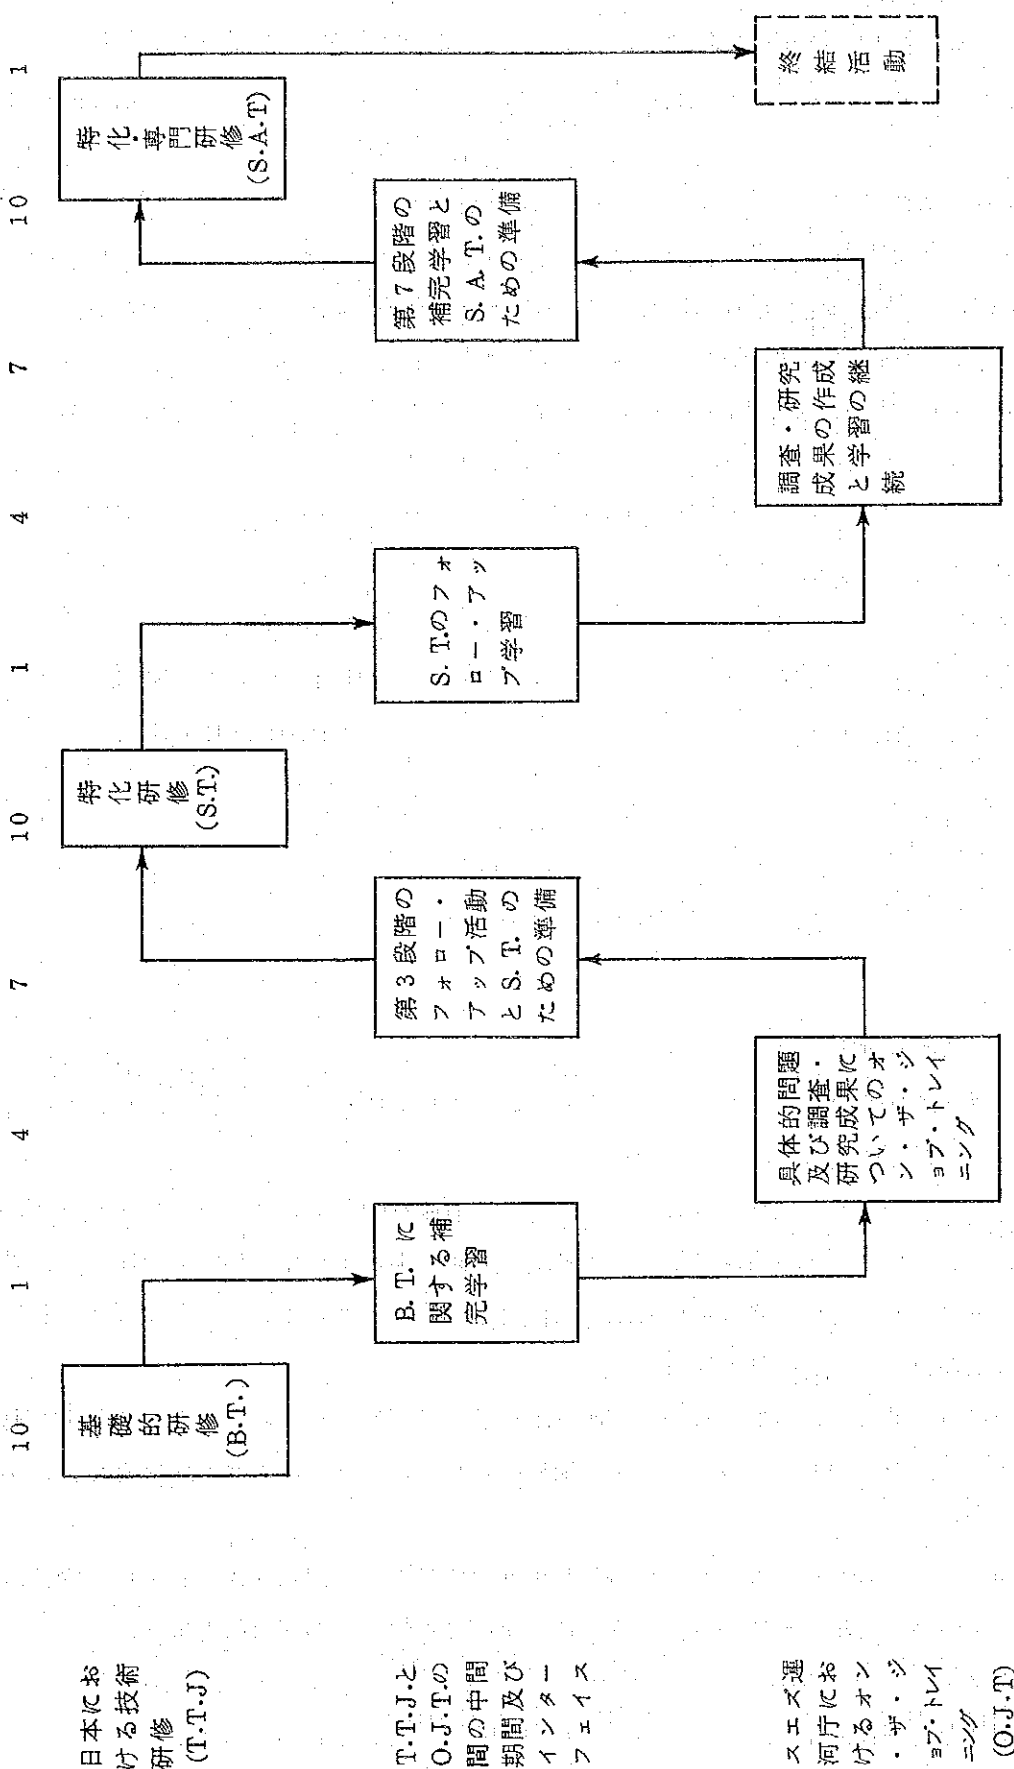 10
1
4
7
10
1
4
7
10
1
日本にお
ける技術
研修
(T・T・J)
基礎的研修
(B・T・)
特化研修
(S・T・)
特化・専門研修
(S・A・T)
T・T・J・と
O・J・T・の
間の中間
期間及び
インター
フェイス
B. T. に
関する補
完学習
第3段階の
フォロー・
アップ活動
とS. T. の
ための準備
S. T.のフォ
ロー・アッ
プ学習
第7段階の
補完学習と
S. A. T. の
ための準備
スエズ運
河庁にお
けるオン
・ザ・ジ
ョブ・トレイ
ニング
(O・J・T)
具体的問題
及び調査・
研究成果に
ついてのオ
ン・ザ・ジ
ョブ・トレイ
ニング
調査・研究
成果の作成
と学習の継
続
終結活動